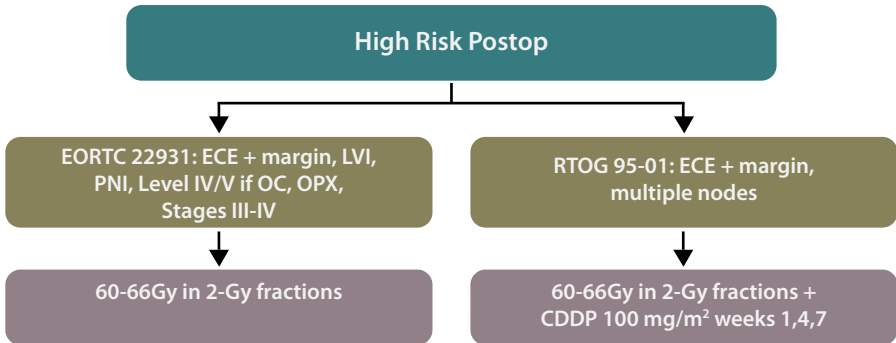 High Risk Postop
EORTC 22931: ECE + margin, LVI,
PNI, Level IV/V if OC, OPX,
Stages III-IV
RTOG 95-01: ECE + margin,
multiple nodes
60-66Gy in 2-Gy fractions
60-66Gy in 2-Gy fractions +
CDDP 100 mg/m² weeks 1,4,7